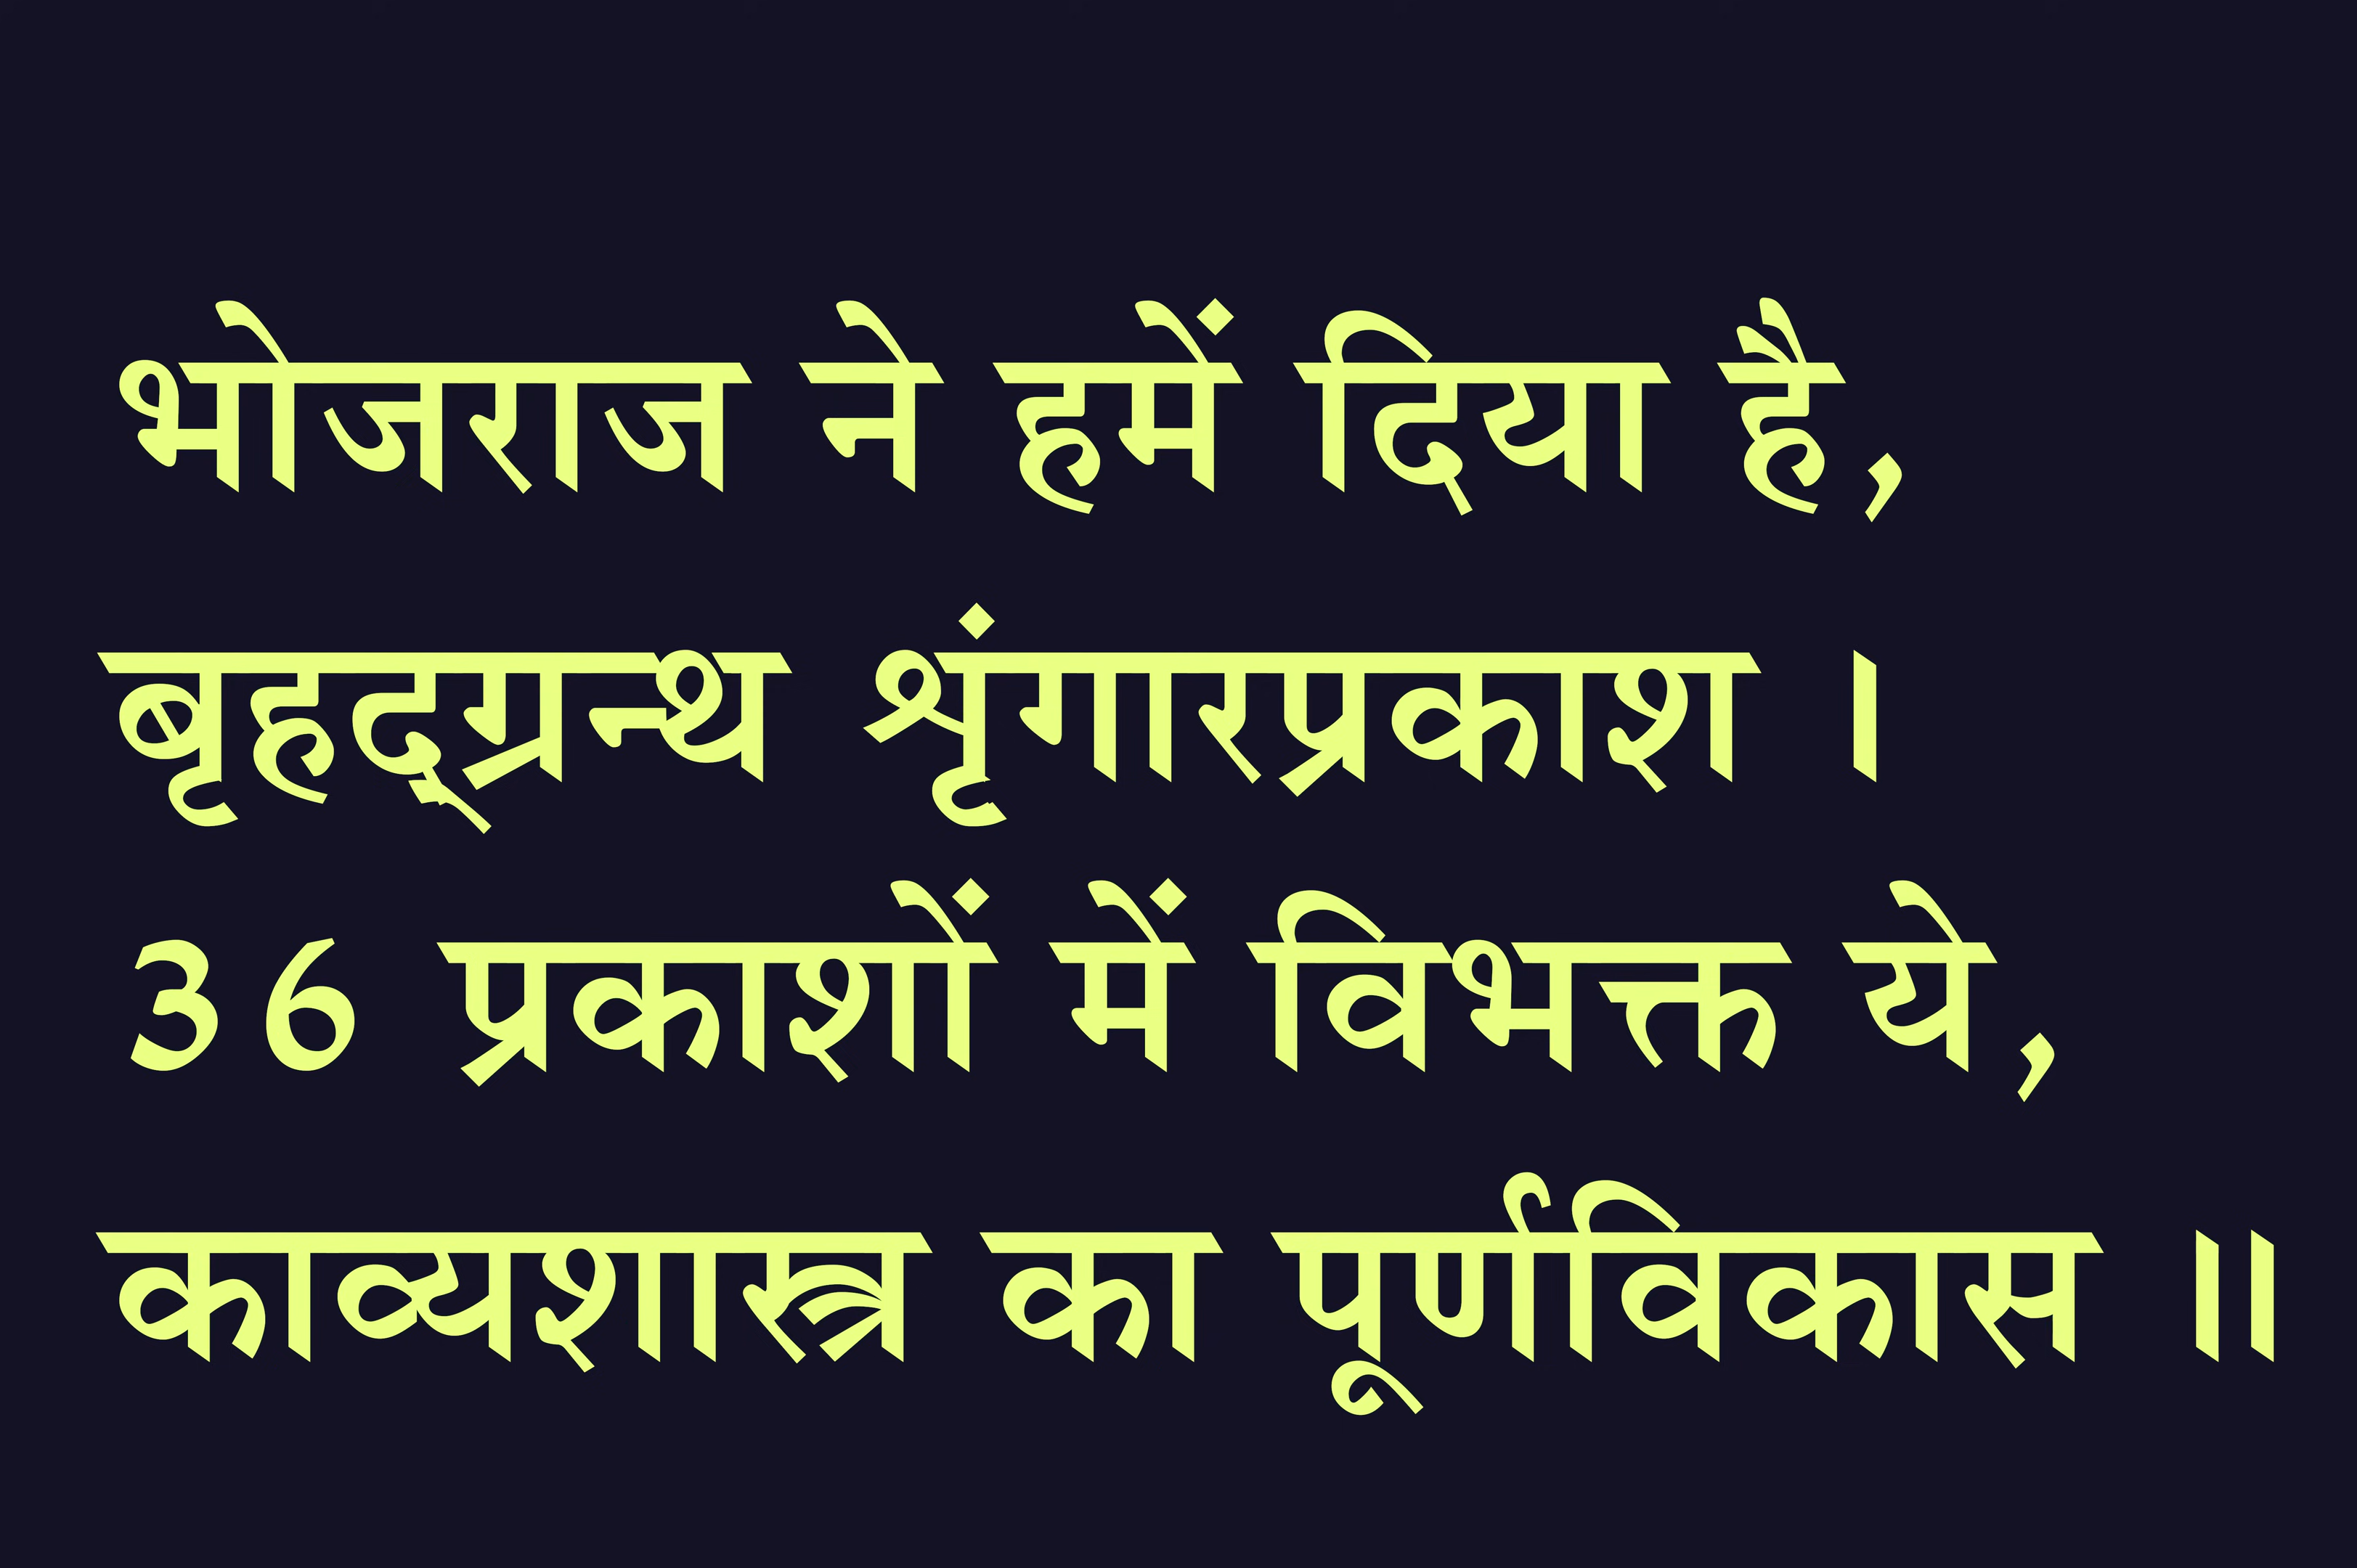 भोजराज ने हमें दिया है,
बृहद्ग्रन्थ शृंगारप्रकाश ।
36 प्रकाशों में विभक्त ये,
काव्यशास्त्र का पूर्णविकास ।।